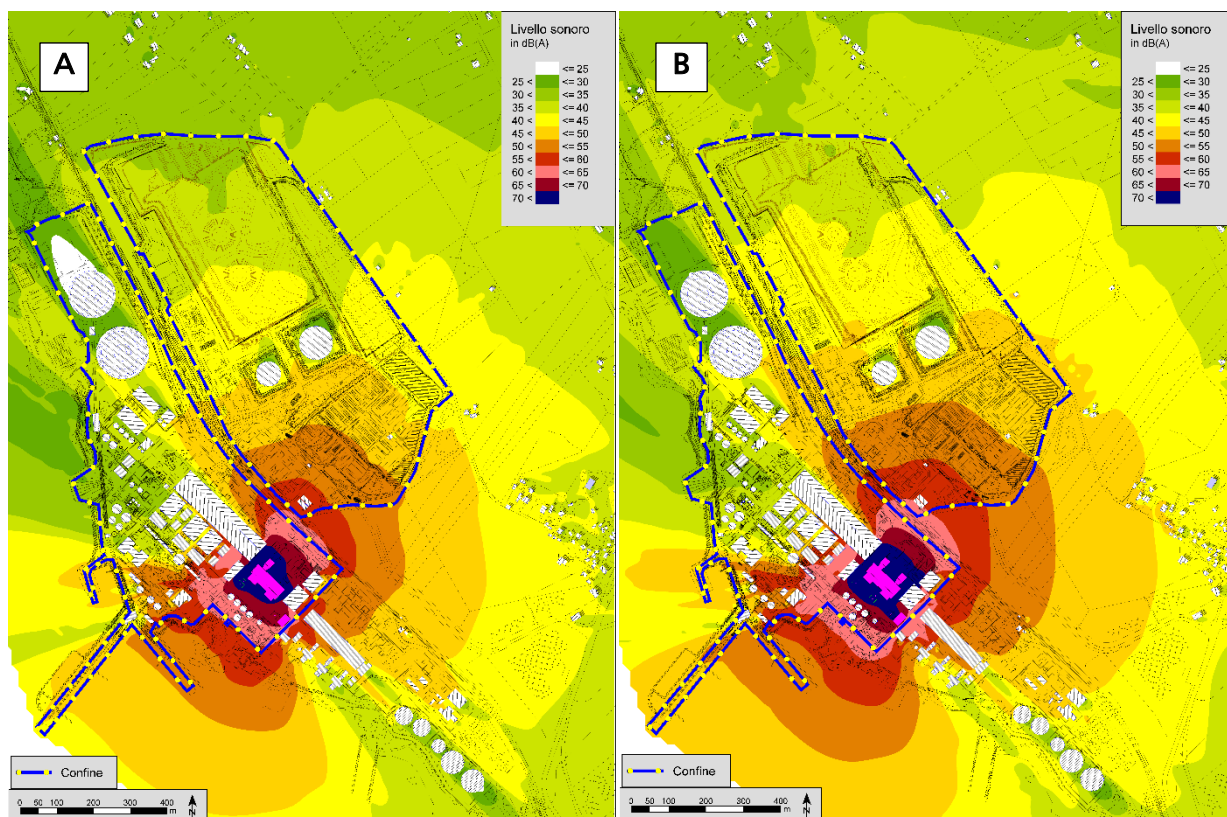 A
Livello sonoro
in dB(A)
<= 25
25 < <= 30
30 < <= 35
35 < <= 40
40 < <= 45
45 < <= 50
50 < <= 55
55 < <= 60
60 < <= 65
65 < <= 70
70 <
Confine
0 50 100 200 300 400
m
N
B
Livello sonoro
in dB(A)
<= 25
25 < <= 30
30 < <= 35
35 < <= 40
40 < <= 45
45 < <= 50
50 < <= 55
55 < <= 60
60 < <= 65
65 < <= 70
70 <
Confine
0 50 100 200 300 400
m
N